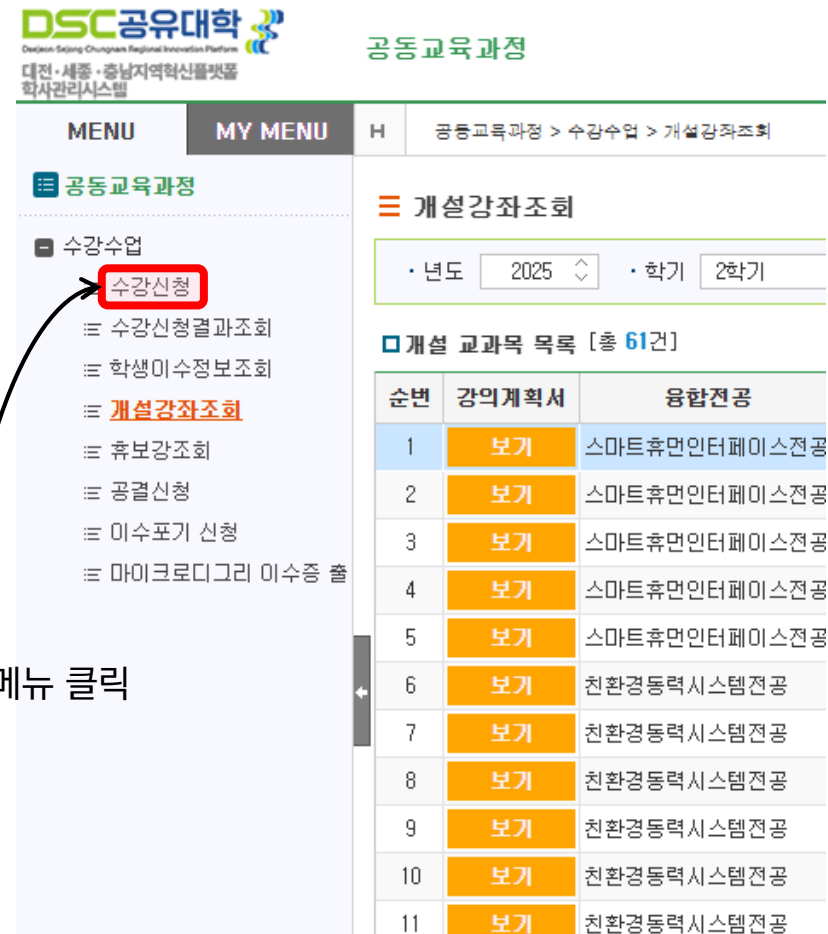 DSC공유대학
Daejeon Sejong Chungnam Regional Innovation Platform
대전·세종·충남지역혁신플랫폼
학사관리시스템
공동교육과정
MENU MY MENU
H 공동교육과정 > 수강수업 > 개설강좌조회
공동교육과정
수강수업
수강신청
수강신청결과조회
학생이수정보조회
개설강좌조회
휴보강조회
공결신청
이수포기 신청
마이크로디그리 이수증 출
메뉴 클릭
개설강좌조회
·년도 2025 ·학기 2학기
개설 교과목 목록 [총 61건]
순번 강의계획서 융합전공
1 보기 스마트휴먼인터페이스전공
2 보기 스마트휴먼인터페이스전공
3 보기 스마트휴먼인터페이스전공
4 보기 스마트휴먼인터페이스전공
5 보기 스마트휴먼인터페이스전공
6 보기 친환경동력시스템전공
7 보기 친환경동력시스템전공
8 보기 친환경동력시스템전공
9 보기 친환경동력시스템전공
10 보기 친환경동력시스템전공
11 보기 친환경동력시스템전공